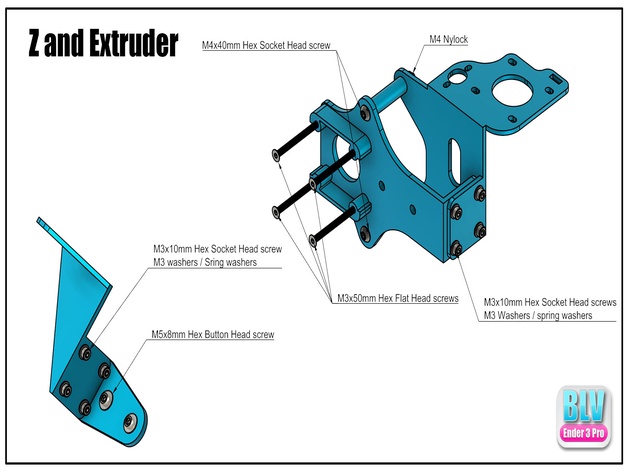 Z and Extruder
M4x40mm Hex Socket Head screw
M4 Nylock
M3x10mm Hex Socket Head screw
M3 washers / Sring washers
M3x50mm Hex Flat Head screws
M3x10mm Hex Socket Head screws
M3 Washers / spring washers
M5x8mm Hex Button Head screw
BLV
Ender 3 Pro